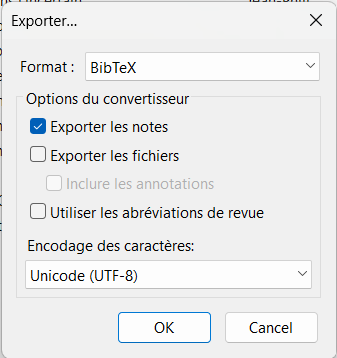 Exporter...
Format : BibTeX
Options du convertisseur
Exporter les notes
Exporter les fichiers
Inclure les annotations
Utiliser les abréviations de revue
Encodage des caractères:
Unicode (UTF-8)
OK Cancel